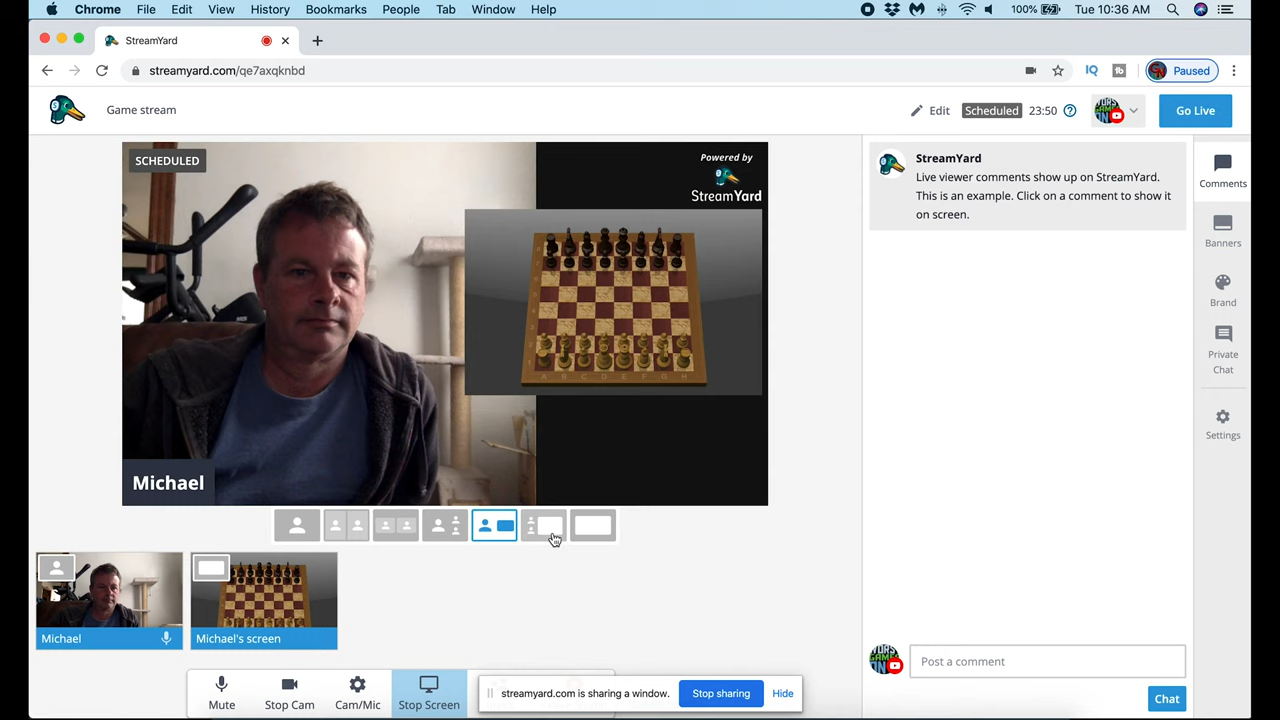 Chrome File Edit View History Bookmarks People Tab Window Help 100% Tue 10:36 AM
StreamYard
streamyard.com/qe7axqknbd IQ tb Paused
Game stream Edit Scheduled 23:50 Go Live
SCHEDULED
Powered by
StreamYard
Michael
StreamYard
Live viewer comments show up on StreamYard.
This is an example. Click on a comment to show it
on screen.
Comments
Banners
Brand
Private
Chat
Settings
Michael
Michael's screen
Post a comment
Chat
Mute
Stop Cam
Cam/Mic
Stop Screen
streamyard.com is sharing a window. Stop sharing Hide